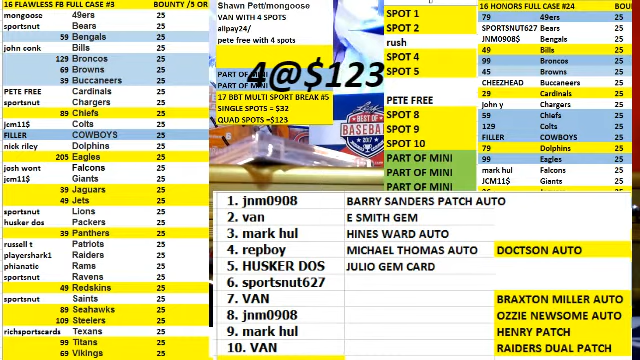 16 FLAWLESS FB FULL CASE #3 BOUNTY /5 OR
mongoose 49ers 25
sportsnut Bears 25
59 Bengals 25
john conk Bills 25
129 Broncos 25
69 Browns 25
39 Buccaneers 25
PETE FREE Cardinals 25
sportsnut Chargers 25
89 Chiefs 25
jcm11$ Colts 25
FILLER COWBOYS 25
nick riley Dolphins 25
205 Eagles 25
josh wont Falcons 25
jcm11$ Giants 25
39 Jaguars 25
49 Jets 25
sportsnut Lions 25
husker dos Packers 25
39 Panthers 25
russell t Patriots 25
playershark1 Raiders 25
phianatic Rams 25
sportsnut Ravens 25
49 Redskins 25
sportsnut Saints 25
89 Seahawks 25
109 Steelers 25
richsportscards Texans 25
99 Titans 25
69 Vikings 25
Shawn Pett/mongoose
VAN WITH 4 SPOTS
alipay24/
pete free with 4 spots
PART OF MINI
PART OF MINI
4@$123
17 BBT MULTI SPORT BREAK #5
SINGLE SPOTS = $32
QUAD SPOTS =$123
Leaf
BEST OF
BASEBALL
2017
SPOT 1
SPOT 2
rush
SPOT 4
SPOT 5
PETE FREE
SPOT 8
SPOT 9
SPOT 10
PART OF MINI
PART OF MINI
PART OF MINI
16 HONORS FULL CASE #24 BOUN
79 49ers 25
SPORTSNUT627 Bears 25
JNM0908$ Bengals 25
49 Bills 25
99 Broncos 25
45 Browns 25
CHEEZHEAD Buccaneers 25
29 Cardinals 25
john y Chargers 25
59 Chiefs 25
129 Colts 25
FILLER COWBOYS 25
79 Dolphins 25
99 Eagles 25
mark hul Falcons 25
JCM11$ Giants 25
1. jnm0908 BARRY SANDERS PATCH AUTO
2. van E SMITH GEM
3. mark hul HINES WARD AUTO
4. repboy MICHAEL THOMAS AUTO DOCTSON AUTO
5. HUSKER DOS JULIO GEM CARD
6. sportsnut627
7. VAN BRAXTON MILLER AUTO
8. jnm0908 OZZIE NEWSOME AUTO
9. mark hul HENRY PATCH
10. VAN RAIDERS DUAL PATCH